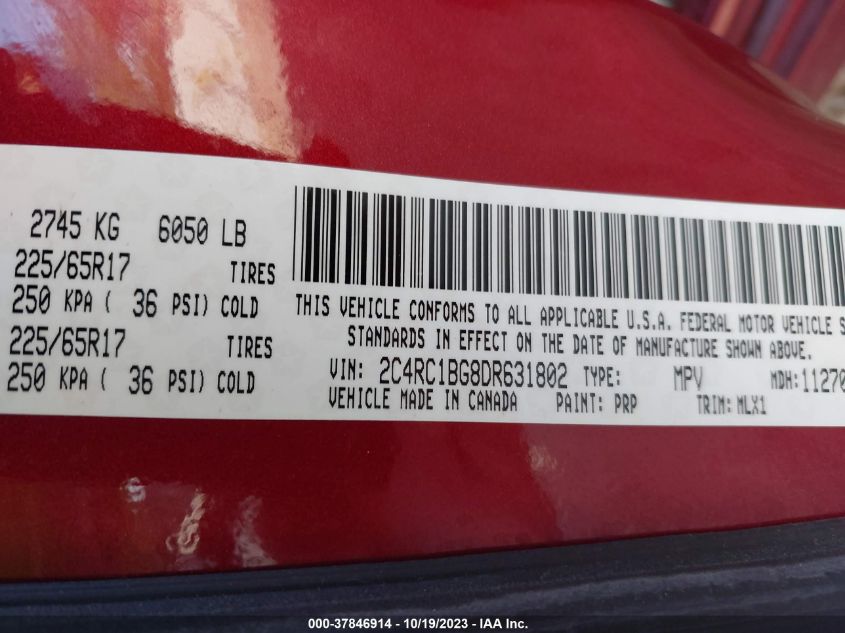 2745 KG 6050 LB
225/65R17 TIRES
250 KPA ( 36 PSI) COLD
225/65R17 TIRES
250 KPA ( 36 PSI) COLD
THIS VEHICLE CONFORMS TO ALL APPLICABLE U.S.A. FEDERAL MOTOR VEHICLE S
STANDARDS IN EFFECT ON THE DATE OF MANUFACTURE SHOWN ABOVE.
VIN: 2C4RC1BG8DR631802 TYPE: MPV MDH: 11270
VEHICLE MADE IN CANADA PAINT: PRP TRIM: MLX1
000-37846914 - 10/19/2023 - IAA Inc.